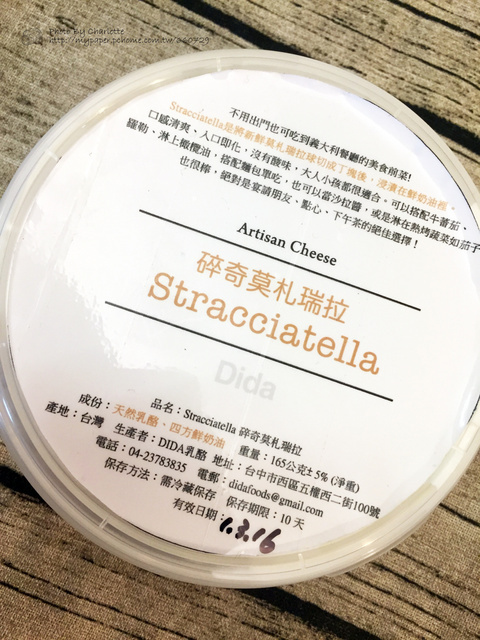 Photo By Charlette
http://mypaper.pchome.com.tw/a60729
不用出門也可吃到義大利餐廳的美食前菜!
Stracciatella是將新鮮莫札瑞拉球切成丁塊後，浸漬在鮮奶油裡。
口感清爽、入口即化，沒有酸味，大人小孩都很適合。可以搭配牛蕃茄、
羅勒、淋上橄欖油，搭配麵包單吃，也可以當沙拉醬，或是淋在熱烤蔬菜如茄子
也很棒，絕對是宴請朋友、點心、下午茶的絕佳選擇！
Artisan Cheese
碎奇莫札瑞拉
Stracciatella
Dida
品名：Stracciatella 碎奇莫札瑞拉
成份：天然乳酪、四方鮮奶油 重量：165公克± 5% (淨重)
產地：台灣 生產者：DIDA乳酪 地址：台中市西區五權西二街100號
電話：04-23783835 電郵：didafoods@gmail.com
保存方法：需冷藏保存 保存期限：10 天
有效日期：1.3.16